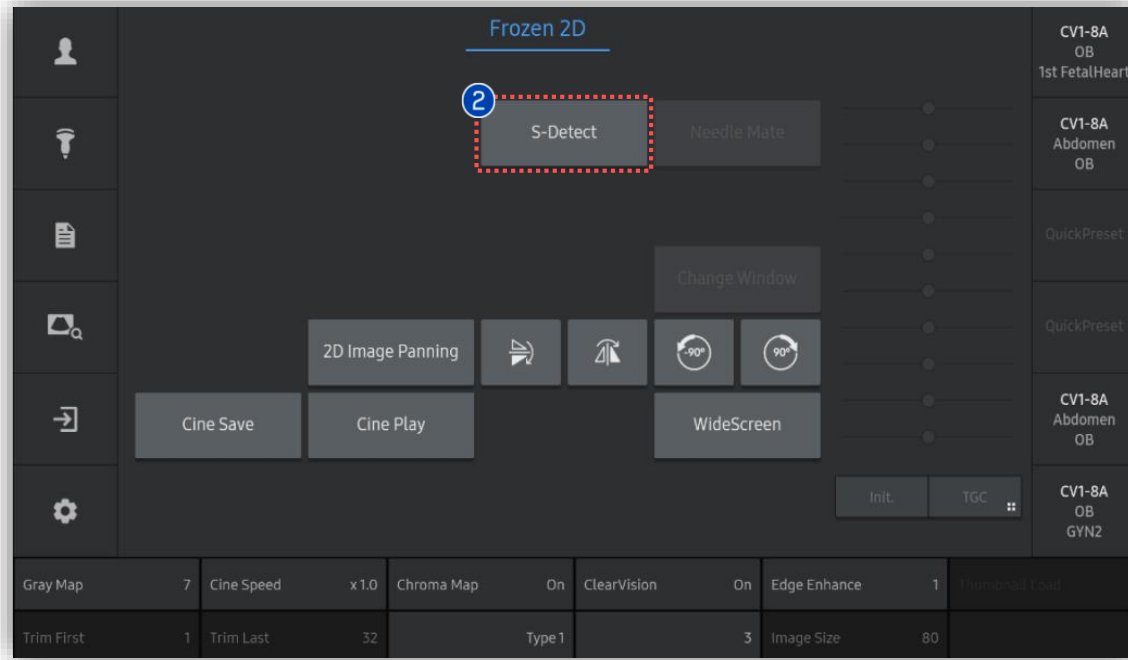 Frozen 2D
2
S-Detect
Needle Mate
Change Window
2D Image Panning
-90°
90°
Cine Save
Cine Play
WideScreen
Init.
TGC
CV1-8A
OB
1st FetalHeart
CV1-8A
Abdomen
OB
QuickPreset
QuickPreset
CV1-8A
Abdomen
OB
CV1-8A
OB
GYN2
Gray Map 7
Cine Speed x1.0
Chroma Map On
ClearVision On
Edge Enhance 1
Thumbnail Load
Trim First 1
Trim Last 32
Type1
3
Image Size 80